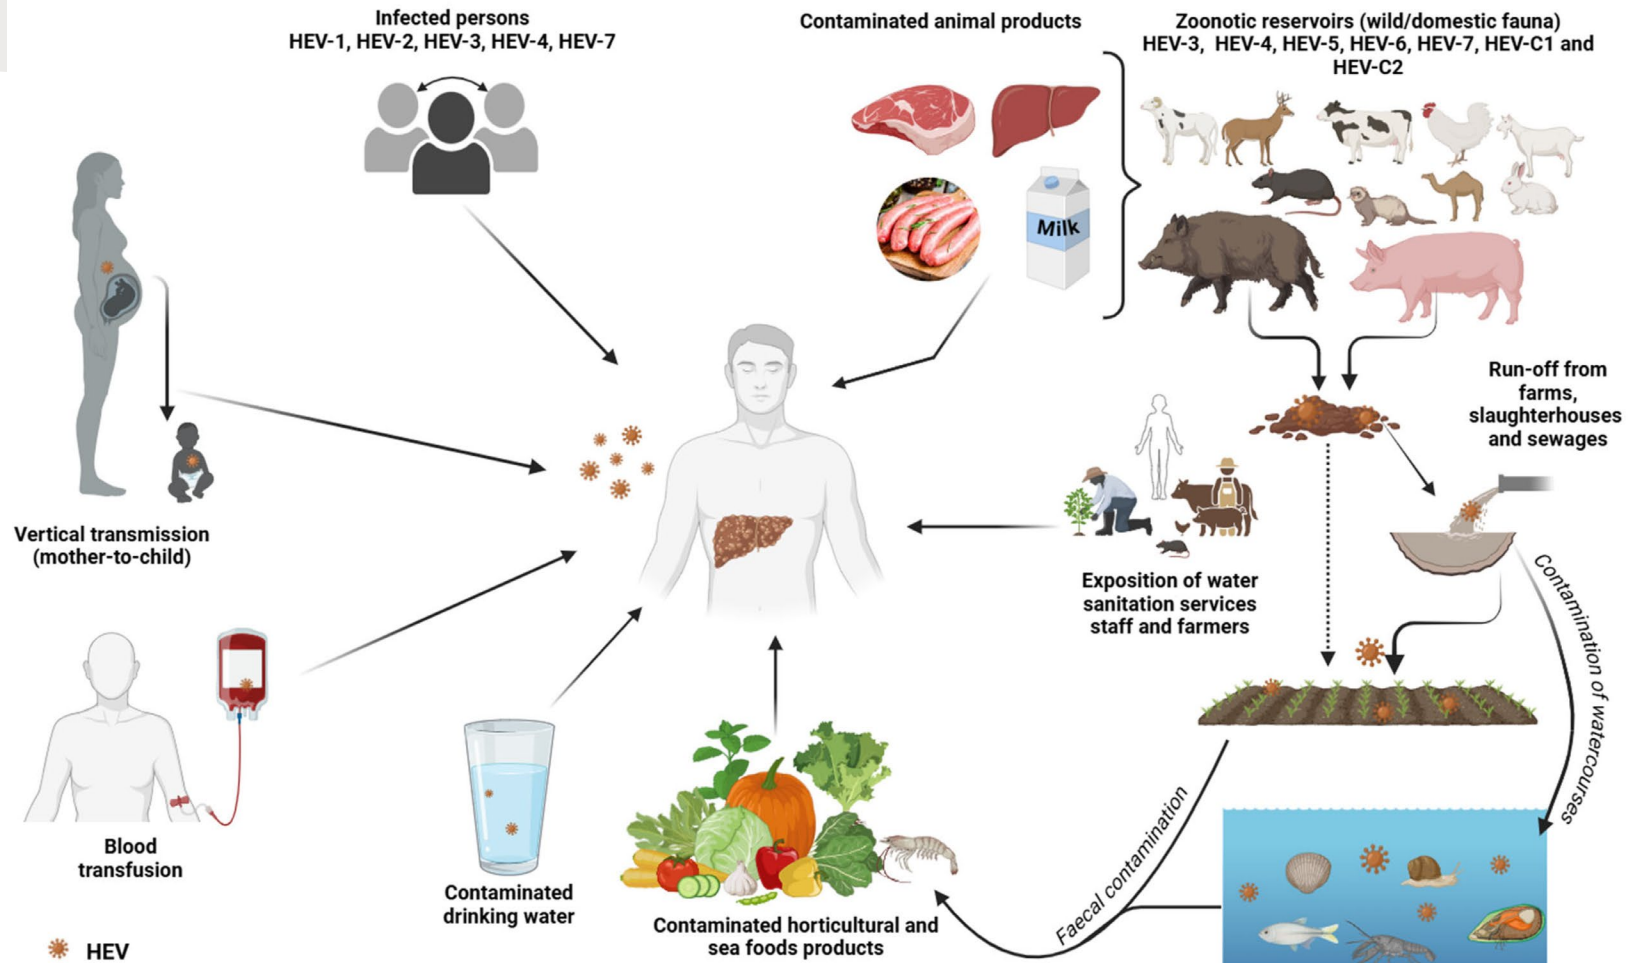 Infected persons
HEV-1, HEV-2, HEV-3, HEV-4, HEV-7
Contaminated animal products
Zoonotic reservoirs (wild/domestic fauna)
HEV-3, HEV-4, HEV-5, HEV-6, HEV-7, HEV-C1 and
HEV-C2
Milk
Run-off from
farms,
slaughterhouses
and sewages
Vertical transmission
(mother-to-child)
Exposition of water
sanitation services
staff and farmers
Contamination of watercourses
Blood
transfusion
Contaminated
drinking water
Contaminated horticultural and
sea foods products
Faecal contamination
HEV